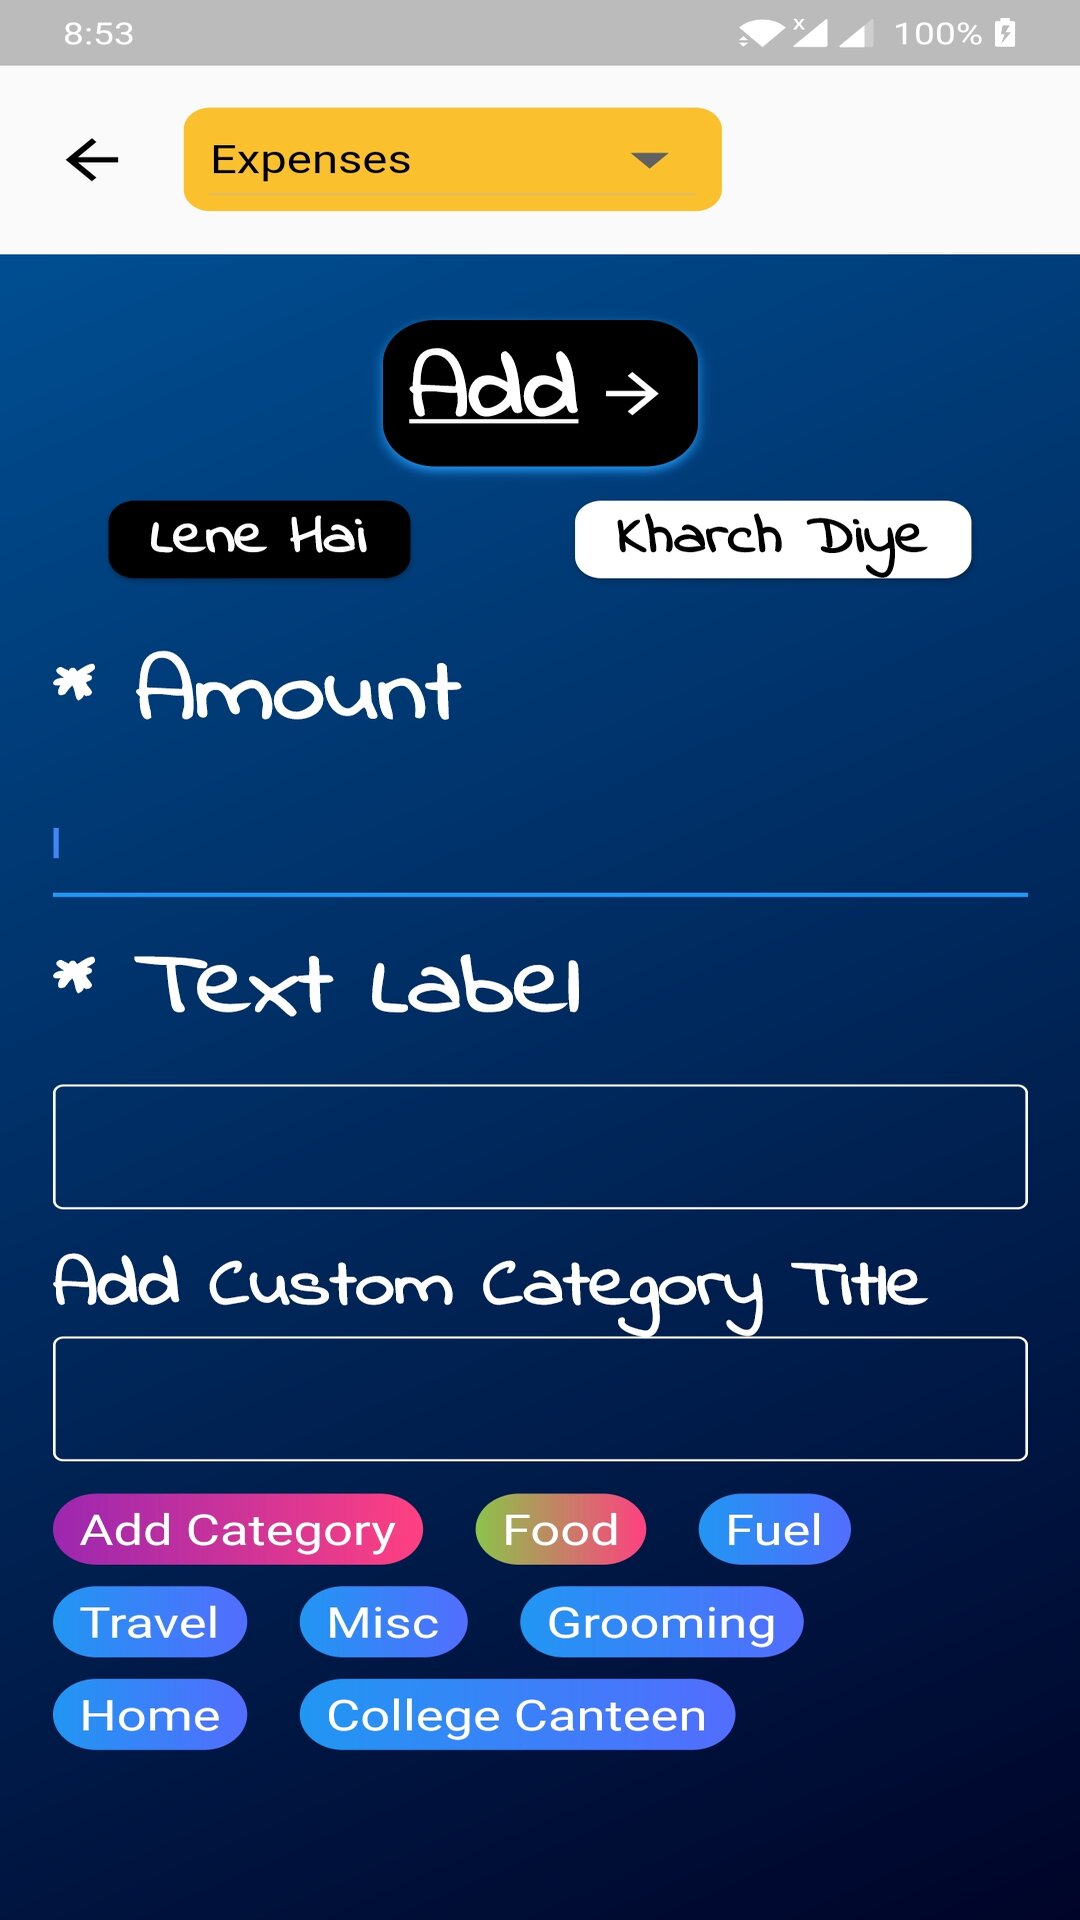 8:53 x 100%
Expenses
Add →
Lene Hai Kharch Diye
* Amount
* Text Label
Add Custom Category Title
Add Category Food Fuel
Travel Misc Grooming
Home College Canteen